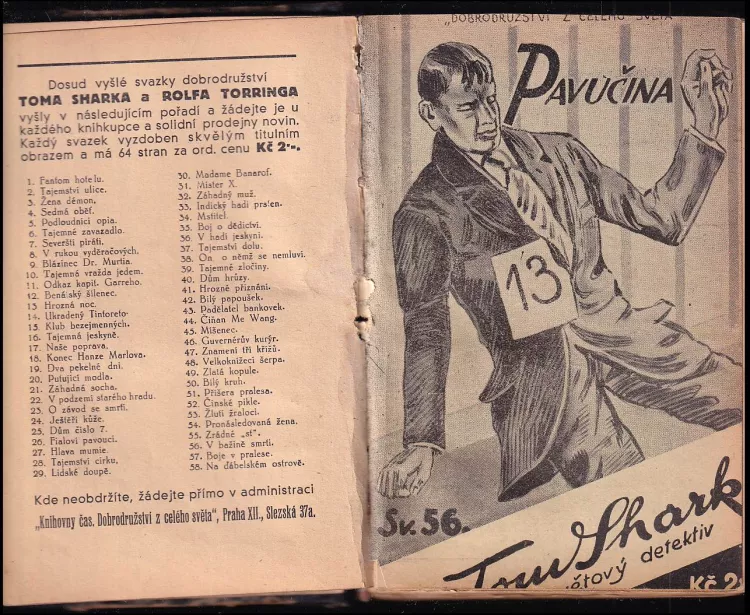 Dosud vyšlé svazky dobrodružství
TOMA SHARKA a ROLFA TORRINGA
vyšly v následujícím pořadí a žádejte je u
každého knihkupce a solidní prodejny novin.
Každý svazek vyzdoben skvělým titulním
obrazem a má 64 stran za ord. cenu Kč 2·-.
1. Fantom hotelu.
2. Tajemství ulice.
3. Žena démon.
4. Sedmá oběť.
5. Podloudníci opia.
6. Tajemné zavazadlo.
7. Severští piráti.
8. V rukou vyděračových.
9. Blázinec Dr. Murtia.
10. Tajemná vražda jedem.
11. Odkaz kapit. Garreho.
12. Benátský šílenec.
13. Hrozná noc.
14. Ukradený Tintoreto
15. Klub bezejmenných.
16. Tajemná jeskyně.
17. Naše poprava.
18. Konec Hanze Marlova.
19. Dva pekelné dni.
20. Putující modla.
21. Záhadná socha.
22. V podzemí starého hradu.
23. O závod se smrtí.
24. Ještěří kůže.
25. Dům číslo 7.
26. Fialoví pavouci.
27. Hlava mumie.
28. Tajemství cirku.
29. Lidské doupě.
30. Madame Banarof.
31. Mister X.
32. Záhadný muž.
33. Indický hadí prsten.
34. Mstitel.
35. Boj o dědictví.
36. V hadí jeskyni.
37. Tajemství dolu.
38. On, o němž se nemluví.
39. Tajemné zločiny.
40. Dům hrůzy.
41. Hrozné přiznání.
42. Bílý papoušek.
43. Padělatel bankovek.
44. Číňan Me Wang.
45. Míšenec.
46. Guvernérův kurýr.
47. Znamení tří křížů.
48. Velkoknížecí šerpa.
49. Zlatá kopule.
50. Bílý kruh.
51. Příšera pralesa.
52. Čínské pikle.
53. Žlutí žraloci.
54. Pronásledovaná žena.
55. Zrádné „st".
56. V bažině smrti.
57. Boje v pralese.
58. Na ďábelském ostrově.
Kde neobdržíte, žádejte přímo v administraci
„Knihovny čas. Dobrodružství z celého světa", Praha XII., Slezská 37a.
„DOBRODRUŽSTVÍ Z CELÉHO SVĚTA
PAVUČINA
13
Sv. 56.
Tom Shark
ětový detektiv
Kč 2